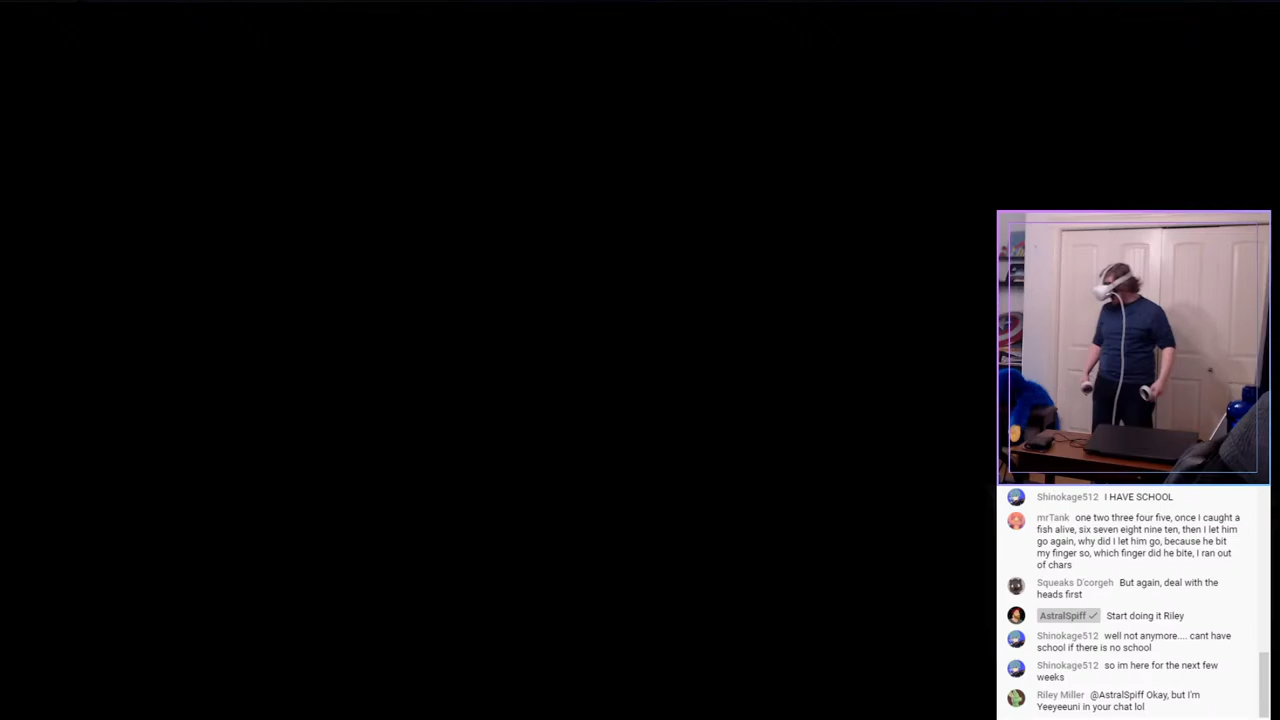 Shinokage512 I HAVE SCHOOL
mrTank one two three four five, once I caught a
fish alive, six seven eight nine ten, then I let him
go again, why did I let him go, because he bit
my finger so, which finger did he bite, I ran out
of chars
Squeaks D'corgeh But again, deal with the
heads first
AstralSpiff ✓ Start doing it Riley
Shinokage512 well not anymore.... cant have
school if there is no school
Shinokage512 so im here for the next few
weeks
Riley Miller @AstralSpiff Okay, but I'm
Yeeyeeuni in your chat lol